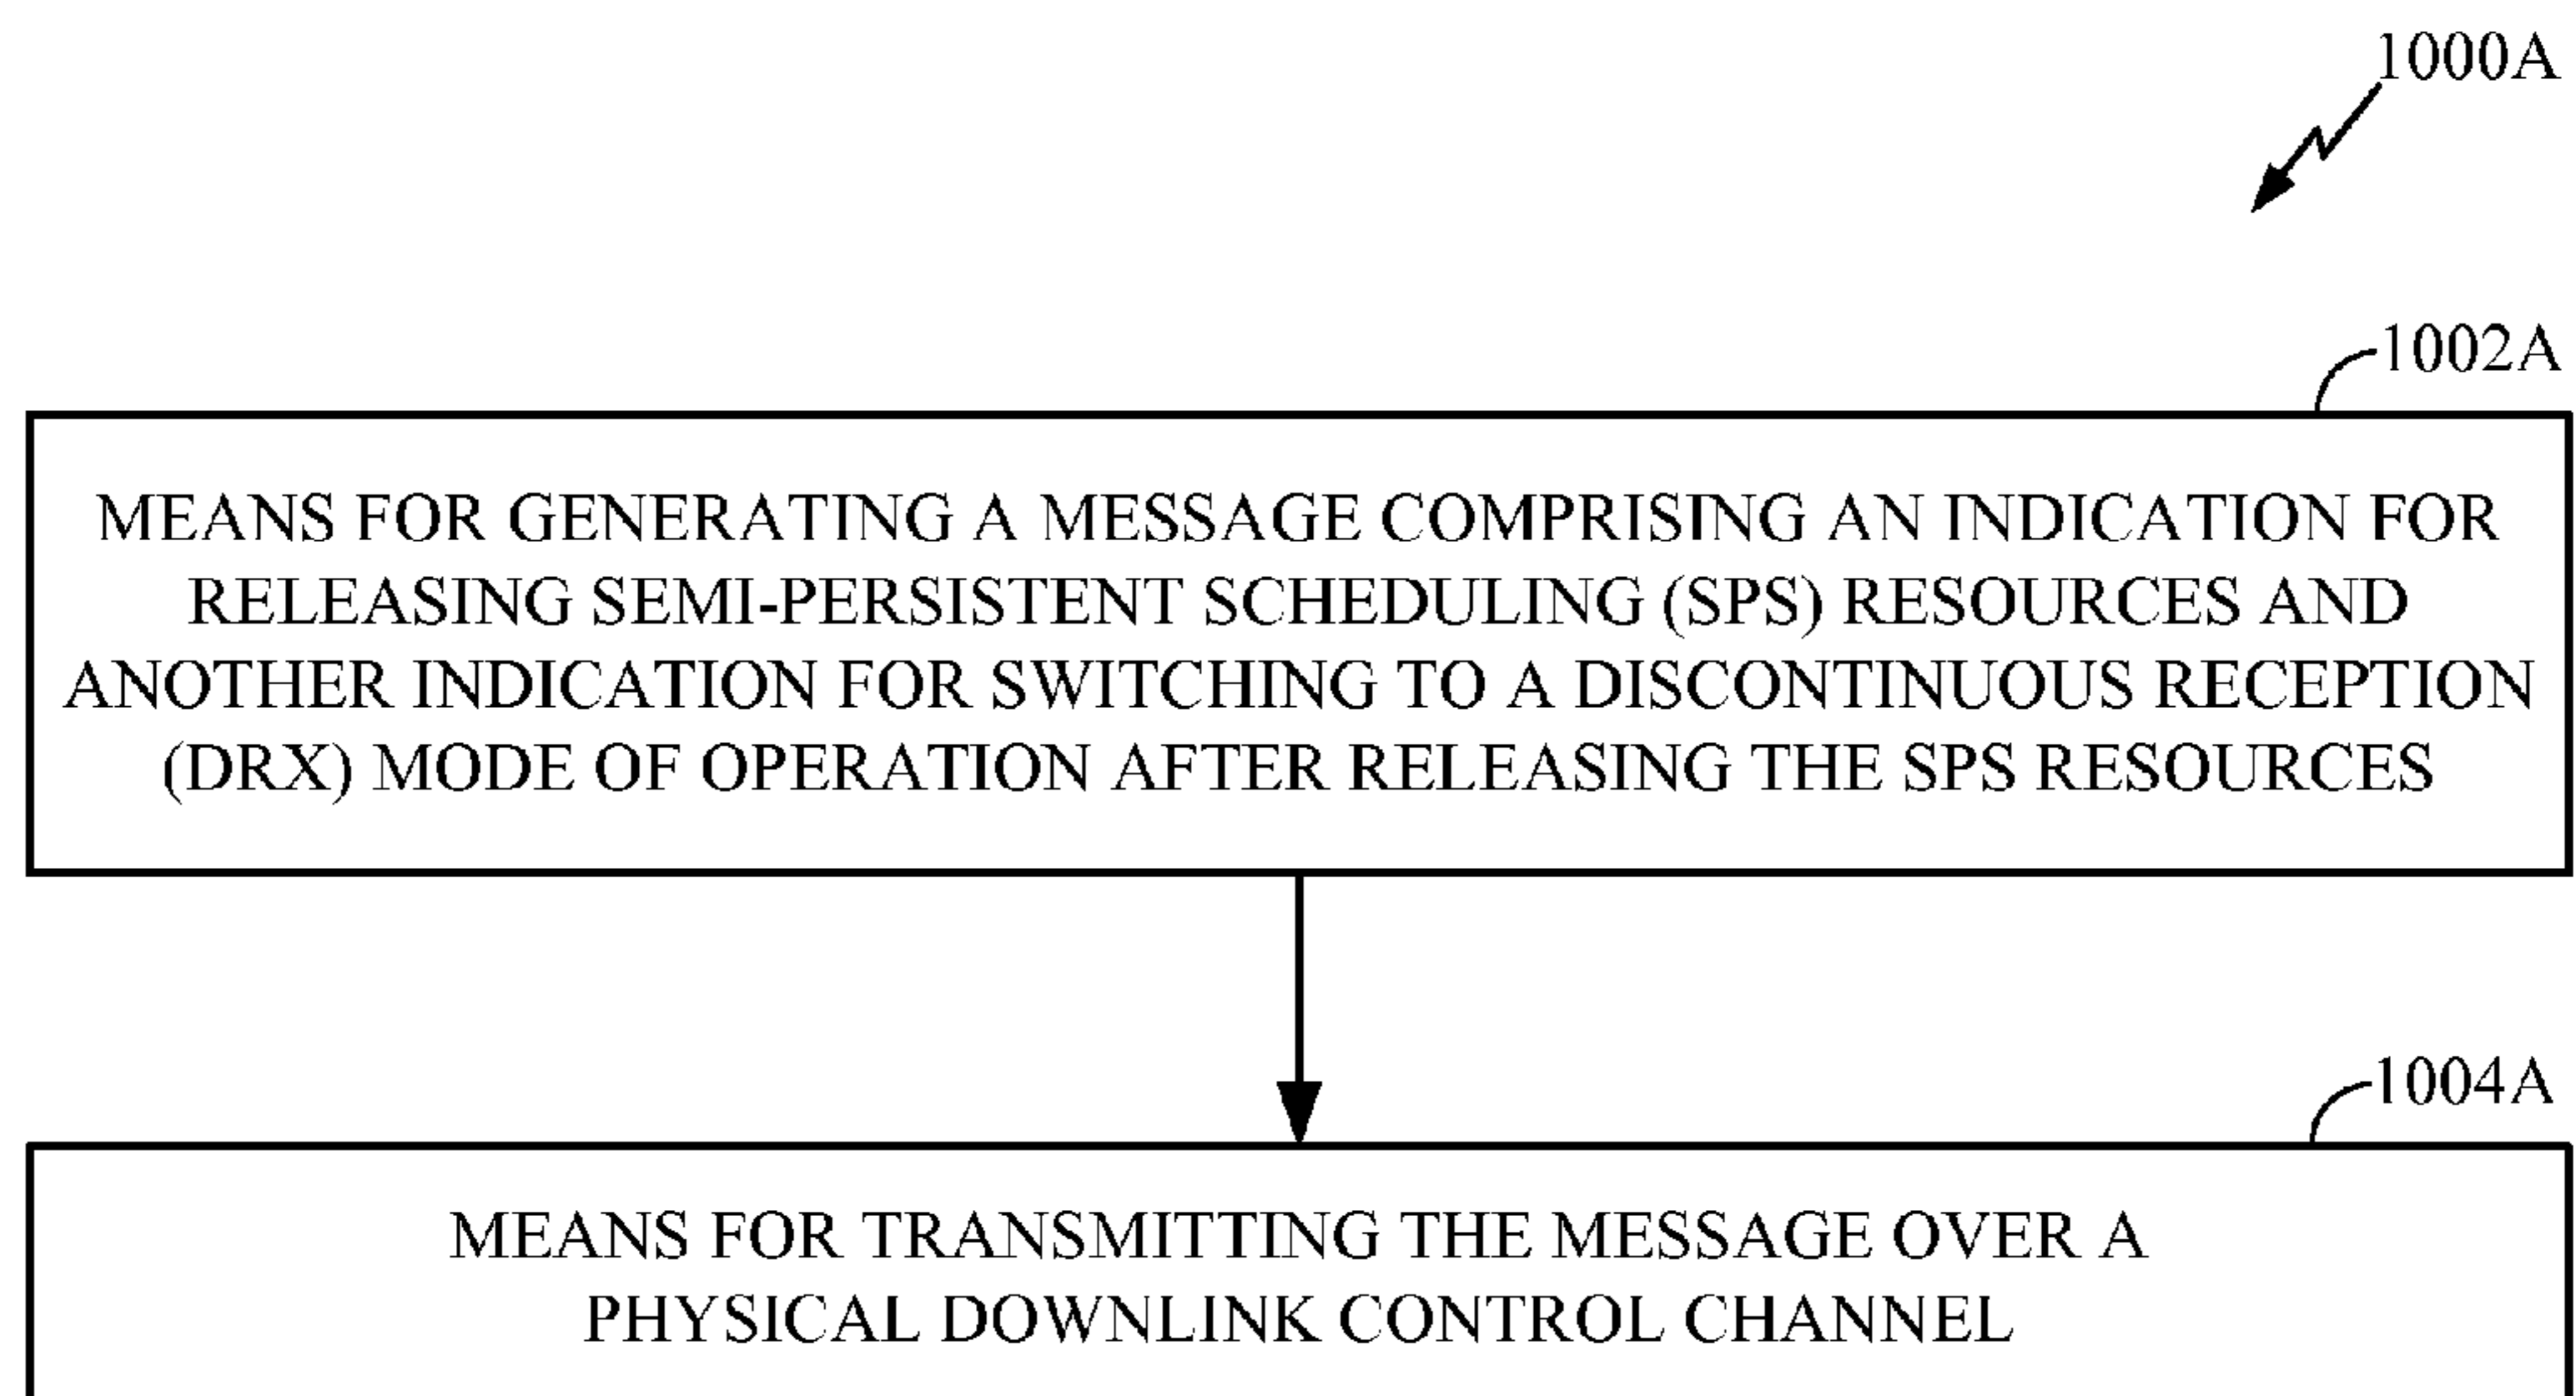 1000A
1002A
MEANS FOR GENERATING A MESSAGE COMPRISING AN INDICATION FOR
RELEASING SEMI-PERSISTENT SCHEDULING (SPS) RESOURCES AND
ANOTHER INDICATION FOR SWITCHING TO A DISCONTINUOUS RECEPTION
(DRX) MODE OF OPERATION AFTER RELEASING THE SPS RESOURCES
1004A
MEANS FOR TRANSMITTING THE MESSAGE OVER A
PHYSICAL DOWNLINK CONTROL CHANNEL